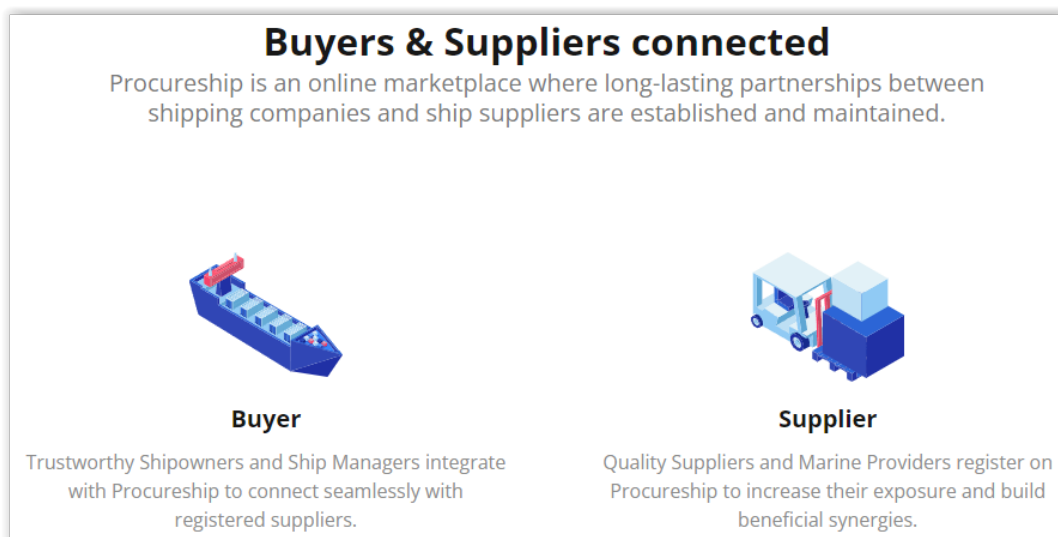 Buyers & Suppliers connected
Procureship is an online marketplace where long-lasting partnerships between
shipping companies and ship suppliers are established and maintained.
Buyer
Trustworthy Shipowners and Ship Managers integrate
with Procureship to connect seamlessly with
registered suppliers.
Supplier
Quality Suppliers and Marine Providers register on
Procureship to increase their exposure and build
beneficial synergies.